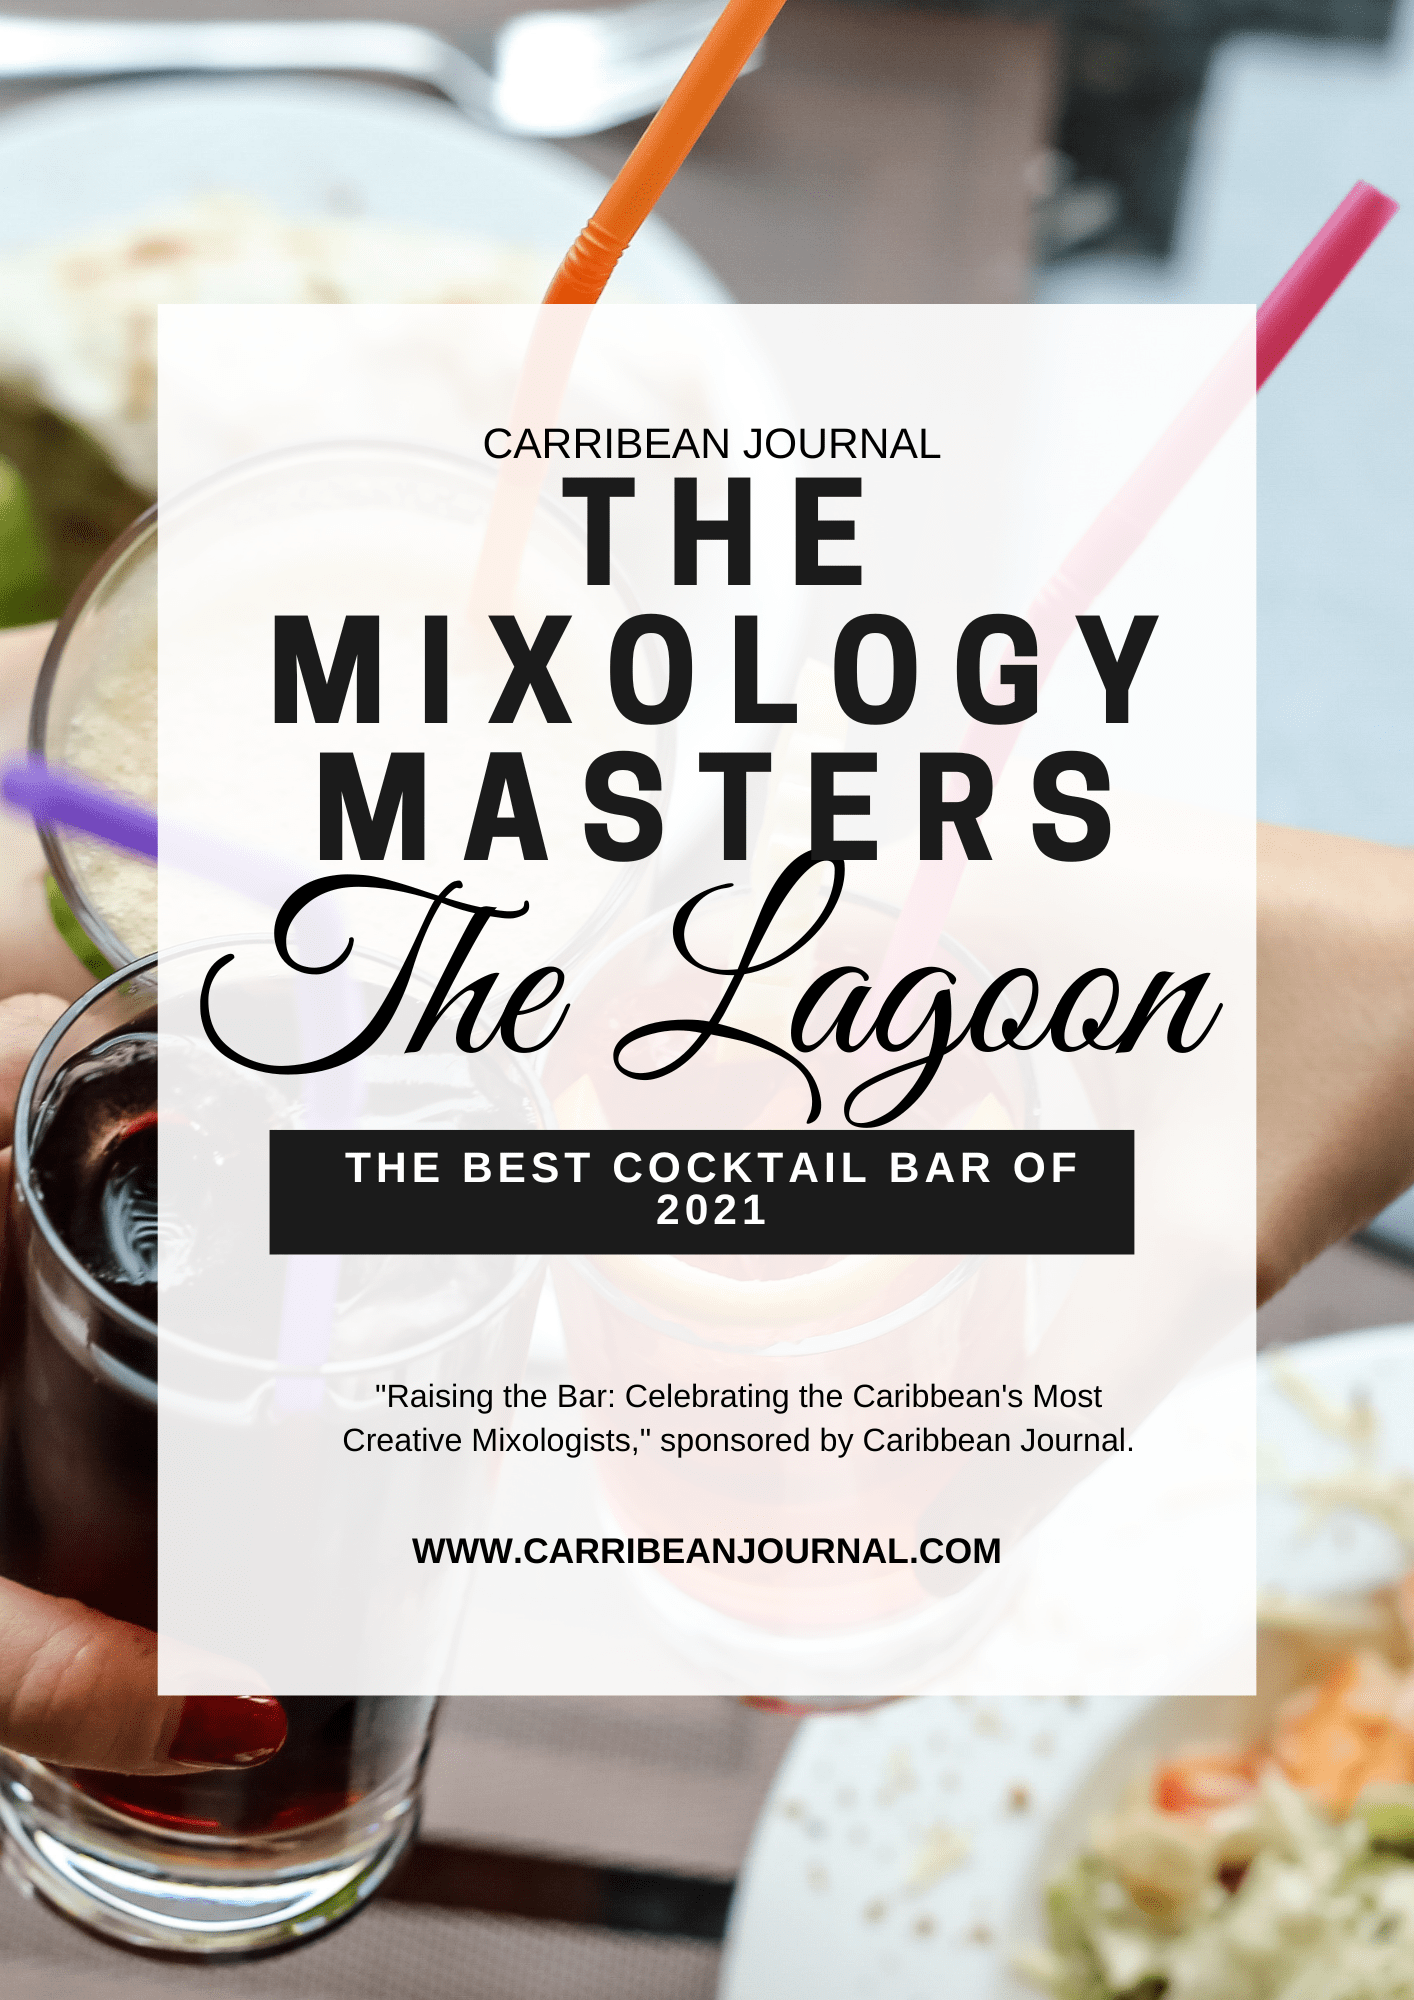 CARRIBEAN JOURNAL
THE
MIXOLOGY
MASTERS
The Lagoon
THE BEST COCKTAIL BAR OF
2021
"Raising the Bar: Celebrating the Caribbean's Most
Creative Mixologists," sponsored by Caribbean Journal.
WWW.CARRIBEANJOURNAL.COM